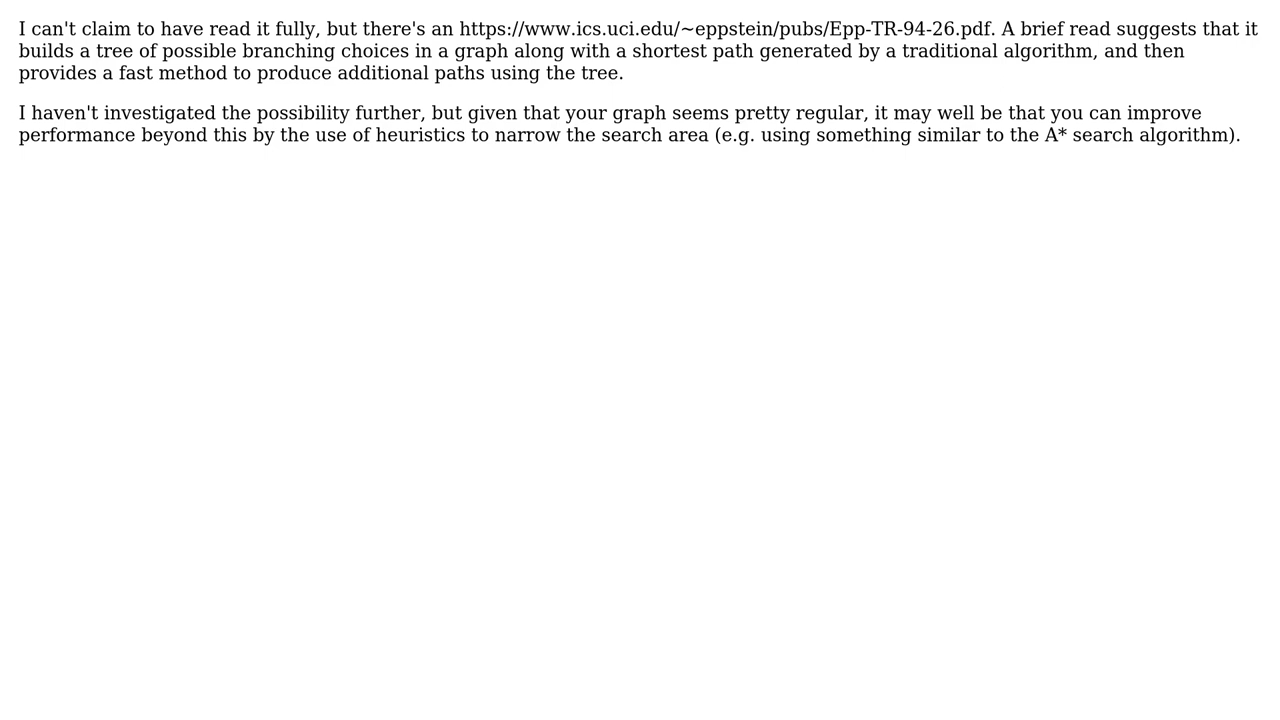 I can't claim to have read it fully, but there's an https://www.ics.uci.edu/~eppstein/pubs/Epp-TR-94-26.pdf. A brief read suggests that it
builds a tree of possible branching choices in a graph along with a shortest path generated by a traditional algorithm, and then
provides a fast method to produce additional paths using the tree.
I haven't investigated the possibility further, but given that your graph seems pretty regular, it may well be that you can improve
performance beyond this by the use of heuristics to narrow the search area (e.g. using something similar to the A* search algorithm).